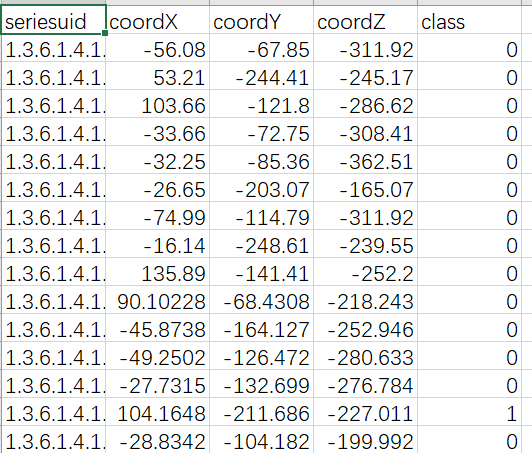 seriesuid coordX coordY coordZ class
1.3.6.1.4.1. -56.08 -67.85 -311.92 0
1.3.6.1.4.1. 53.21 -244.41 -245.17 0
1.3.6.1.4.1. 103.66 -121.8 -286.62 0
1.3.6.1.4.1. -33.66 -72.75 -308.41 0
1.3.6.1.4.1. -32.25 -85.36 -362.51 0
1.3.6.1.4.1. -26.65 -203.07 -165.07 0
1.3.6.1.4.1. -74.99 -114.79 -311.92 0
1.3.6.1.4.1. -16.14 -248.61 -239.55 0
1.3.6.1.4.1. 135.89 -141.41 -252.2 0
1.3.6.1.4.1. 90.10228 -68.4308 -218.243 0
1.3.6.1.4.1. -45.8738 -164.127 -252.946 0
1.3.6.1.4.1. -49.2502 -126.472 -280.633 0
1.3.6.1.4.1. -27.7315 -132.699 -276.784 0
1.3.6.1.4.1. 104.1648 -211.686 -227.011 1
1.3.6.1.4.1. -28.8342 -104.182 -199.992 0